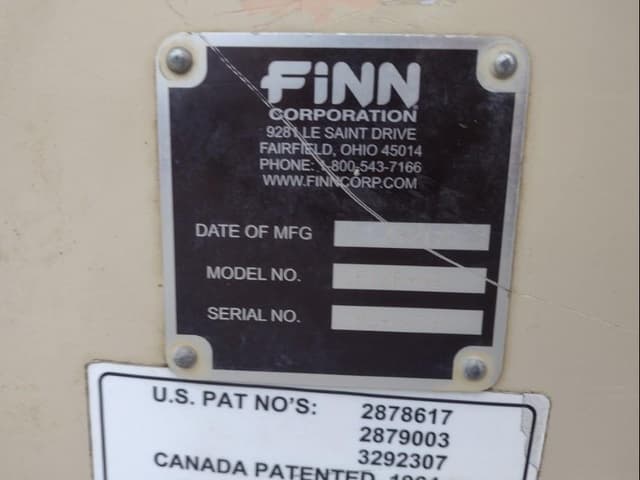 FiNN
CORPORATION
9281 LE SAINT DRIVE
FAIRFIELD, OHIO 45014
PHONE: 1-800-543-7166
WWW.FINNCORP.COM
DATE OF MFG
MODEL NO.
SERIAL NO.
U.S. PAT NO'S: 2878617
2879003
3292307
CANADA PATENTED